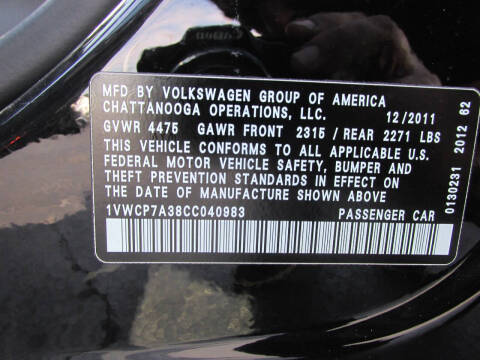 MFD BY VOLKSWAGEN GROUP OF AMERICA
CHATTANOOGA OPERATIONS, LLC. 12/2011
GVWR 4475 GAWR FRONT 2315 / REAR 2271 LBS
THIS VEHICLE CONFORMS TO ALL APPLICABLE U.S.
FEDERAL MOTOR VEHICLE SAFETY, BUMPER AND
THEFT PREVENTION STANDARDS IN EFFECT ON
THE DATE OF MANUFACTURE SHOWN ABOVE
1VWCP7A38CC040983 PASSENGER CAR
0130231 2012 62